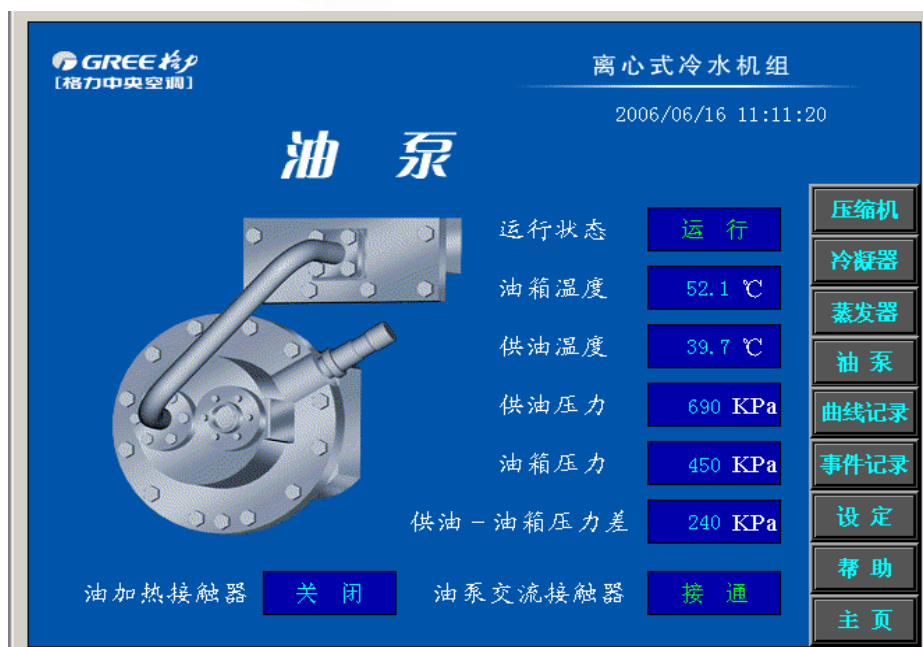 GREE格力
[格力中央空调]
离心式冷水机组
2006/06/16 11:11:20
油 泵
运行状态 运 行
油箱温度 52.1 ℃
供油温度 39.7 ℃
供油压力 690 KPa
油箱压力 450 KPa
供油－油箱压力差 240 KPa
油加热接触器 关 闭 油泵交流接触器 接 通
压缩机
冷凝器
蒸发器
油 泵
曲线记录
事件记录
设 定
帮 助
主 页